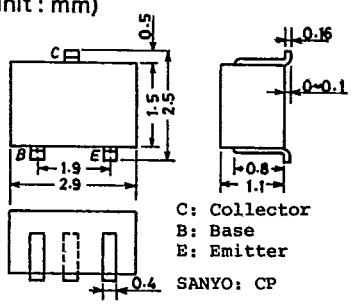 unit : mm)
0.5
C
0.16
1.5
2.5
0~0.1
B
E
1.9
2.9
0.8
1.1
C: Collector
B: Base
E: Emitter
0.4
SANYO: CP